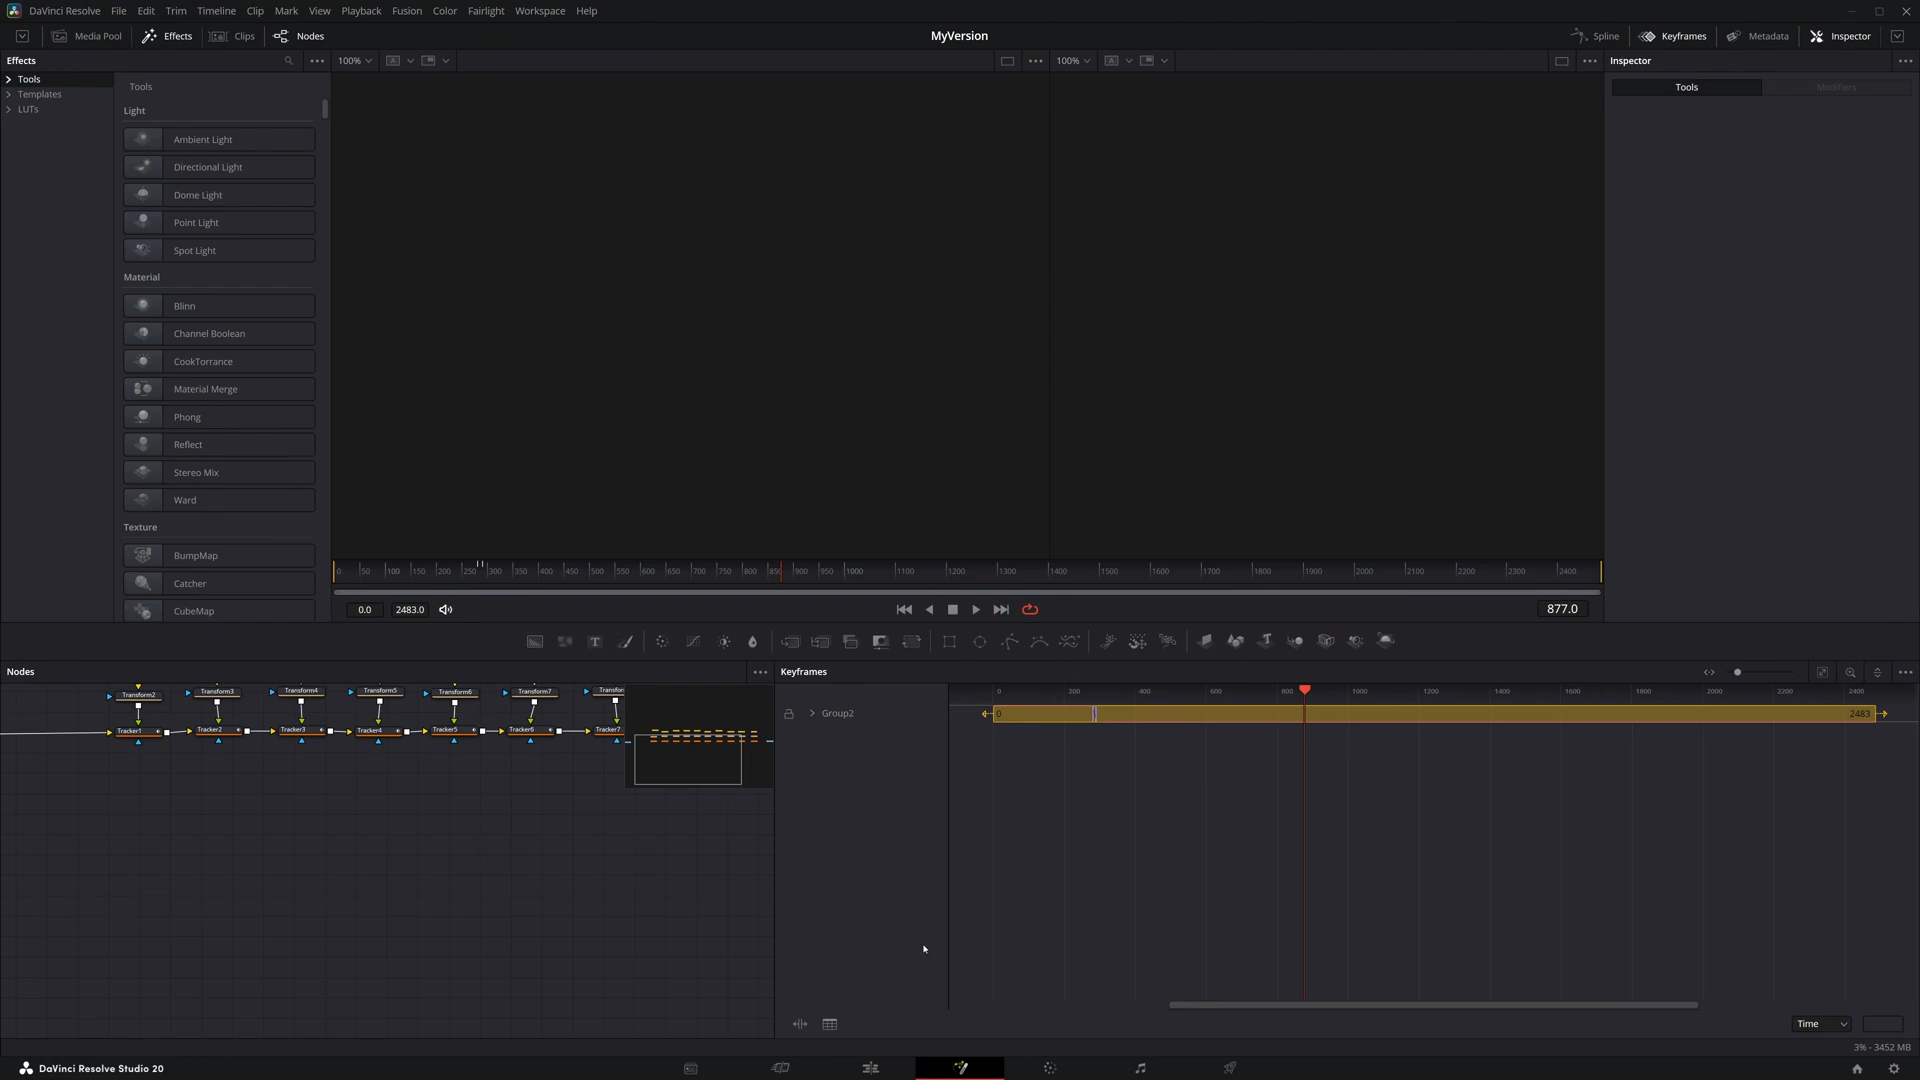 DaVinci Resolve File Edit Trim Timeline Clip Mark View Playback Fusion Color Fairlight Workspace Help
Media Pool Effects Clips Nodes MyVersion Spline Keyframes Metadata Inspector
Effects 100% 100% Inspector
Tools
Templates
LUTs
Tools
Light
Ambient Light
Directional Light
Dome Light
Point Light
Spot Light
Material
Blinn
Channel Boolean
CookTorrance
Material Merge
Phong
Reflect
Stereo Mix
Ward
Texture
BumpMap
Catcher
CubeMap
Tools Modifiers
0 50 100 150 200 250 300 350 400 450 500 550 600 650 700 750 800 850 900 950 1000 1100 1200 1300 1400 1500 1600 1700 1800 1900 2000 2100 2200 2300 2400
0.0 2483.0 877.0
Nodes
Transform2 Transform3 Transform4 Transform5 Transform6 Transform7 Transfor
Tracker1 Tracker2 Tracker3 Tracker4 Tracker5 Tracker6 Tracker7
Keyframes
0 200 400 600 800 1000 1200 1400 1600 1800 2000 2200 2400
Group2 0 2483
Time
3% - 3452 MB
DaVinci Resolve Studio 20